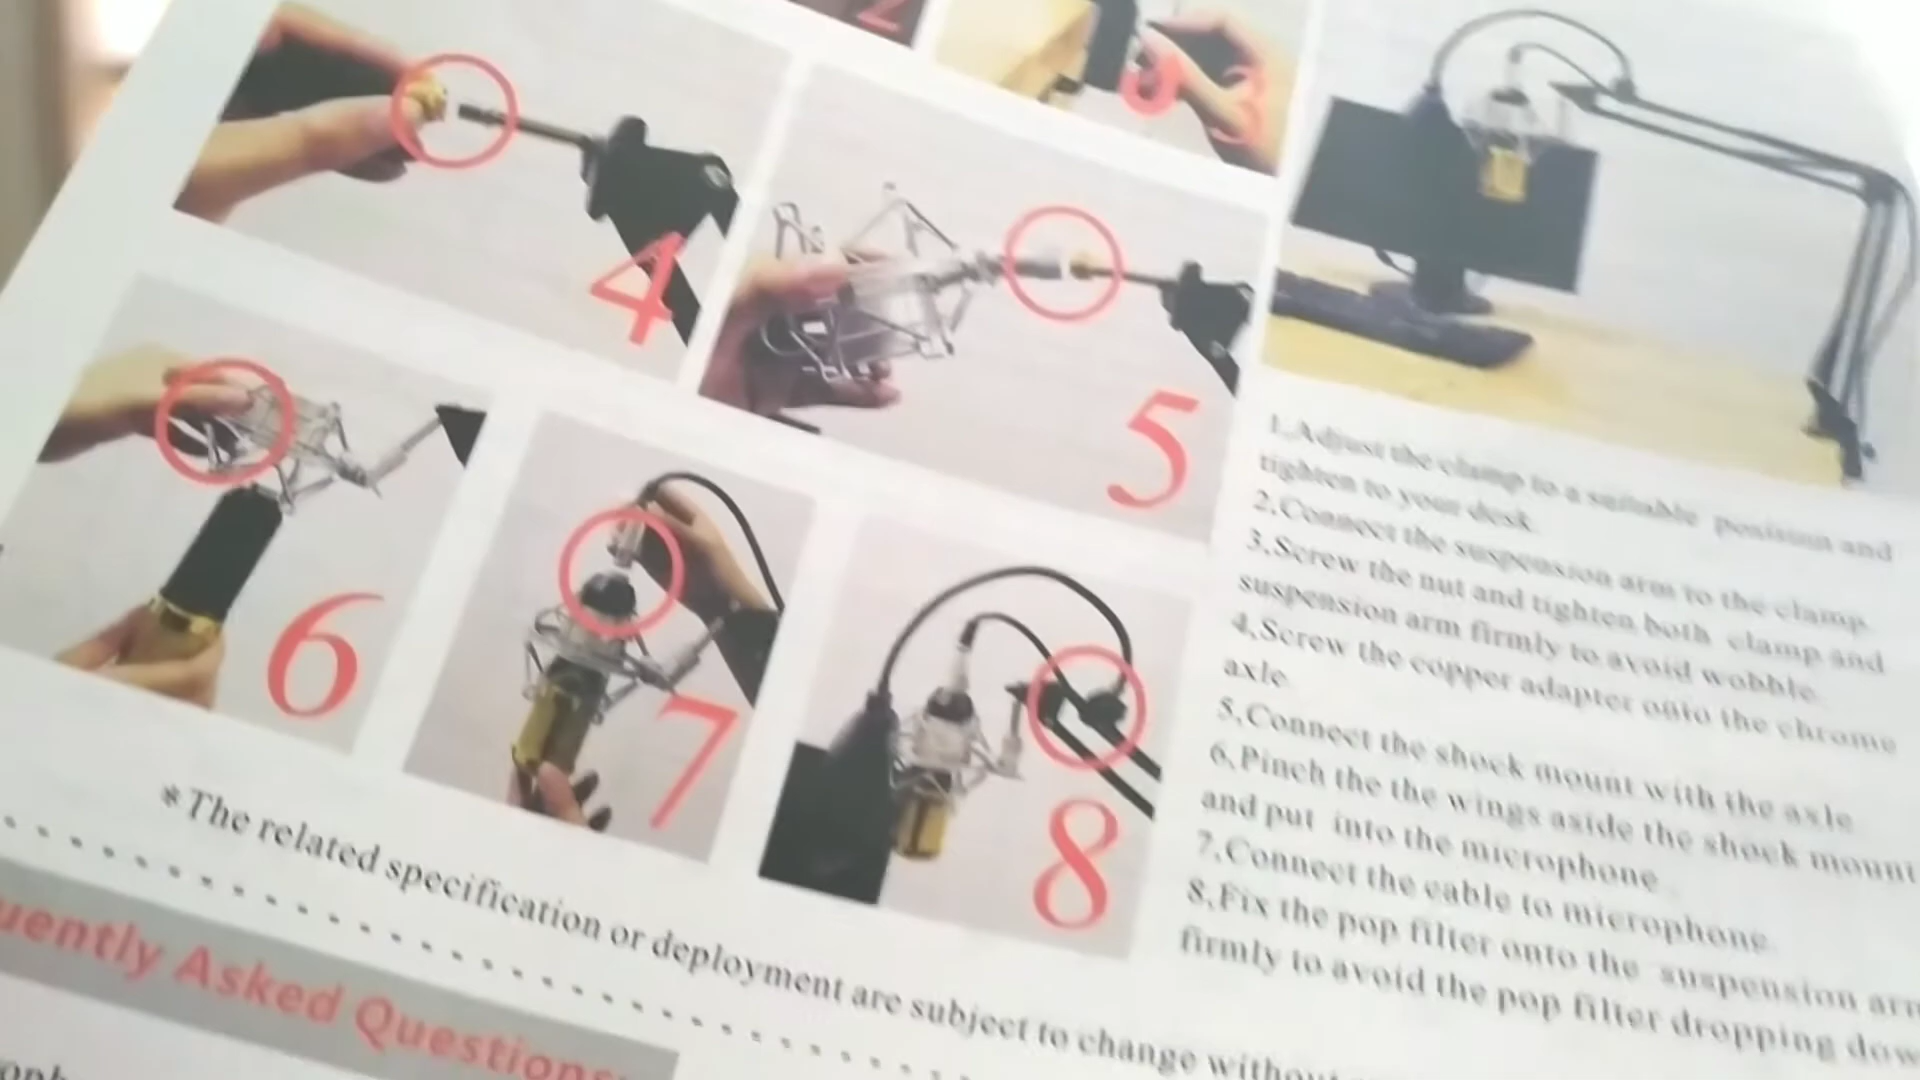 2
3
4
5
6
7
8
1,Adjust the clamp to a suitable position and
tighten to your desk.
2,Connect the suspension arm to the clamp.
3,Screw the nut and tighten both clamp and
suspension arm firmly to avoid wobble.
4,Screw the copper adapter onto the chrome
axle.
5,Connect the shock mount with the axle.
6,Pinch the the wings aside the shock mount
and put into the microphone.
7,Connect the cable to microphone.
8,Fix the pop filter onto the suspension arm
firmly to avoid the pop filter dropping dow
*The related specification or deployment are subject to change without
uently Asked Questions
oph